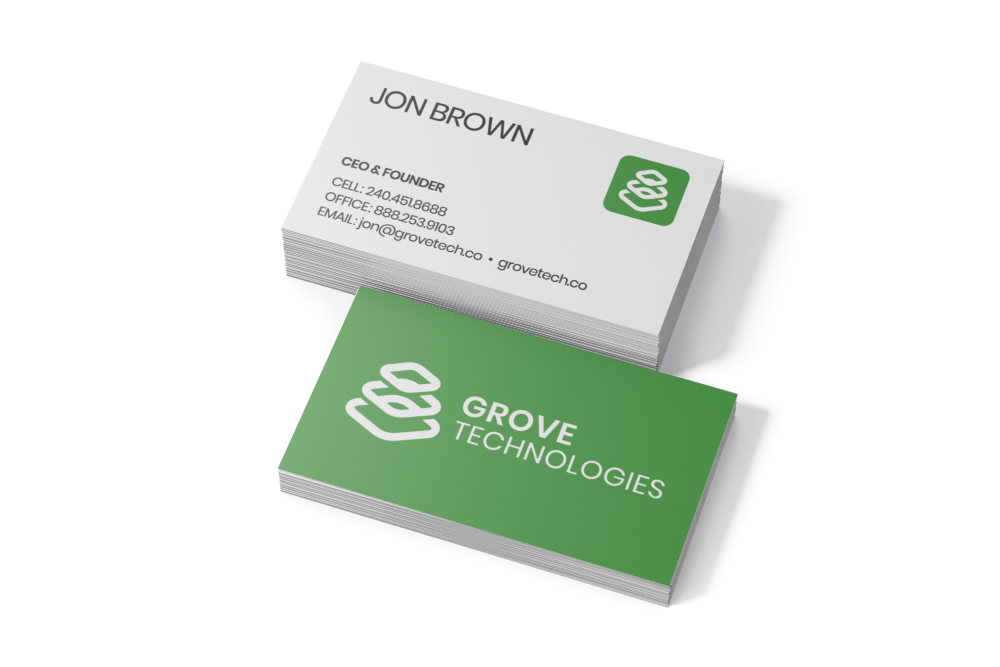 JON BROWN
CEO & FOUNDER
CELL: 240.451.8688
OFFICE: 888.253.9103
EMAIL: jon@grovetech.co • grovetech.co
GROVE
TECHNOLOGIES